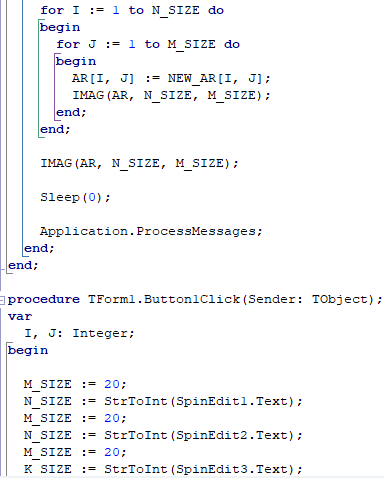 for I := 1 to N_SIZE do
begin
for J := 1 to M_SIZE do
begin
AR[I, J] := NEW_AR[I, J];
IMAG(AR, N_SIZE, M_SIZE);
end;
end;
IMAG(AR, N_SIZE, M_SIZE);
Sleep(0);
Application.ProcessMessages;
end;
end;
procedure TForm1.Button1Click(Sender: TObject);
var
I, J: Integer;
begin
M_SIZE := 20;
N_SIZE := StrToInt(SpinEdit1.Text);
M_SIZE := 20;
N_SIZE := StrToInt(SpinEdit2.Text);
M_SIZE := 20;
K_SIZE := StrToInt(SpinEdit3.Text);